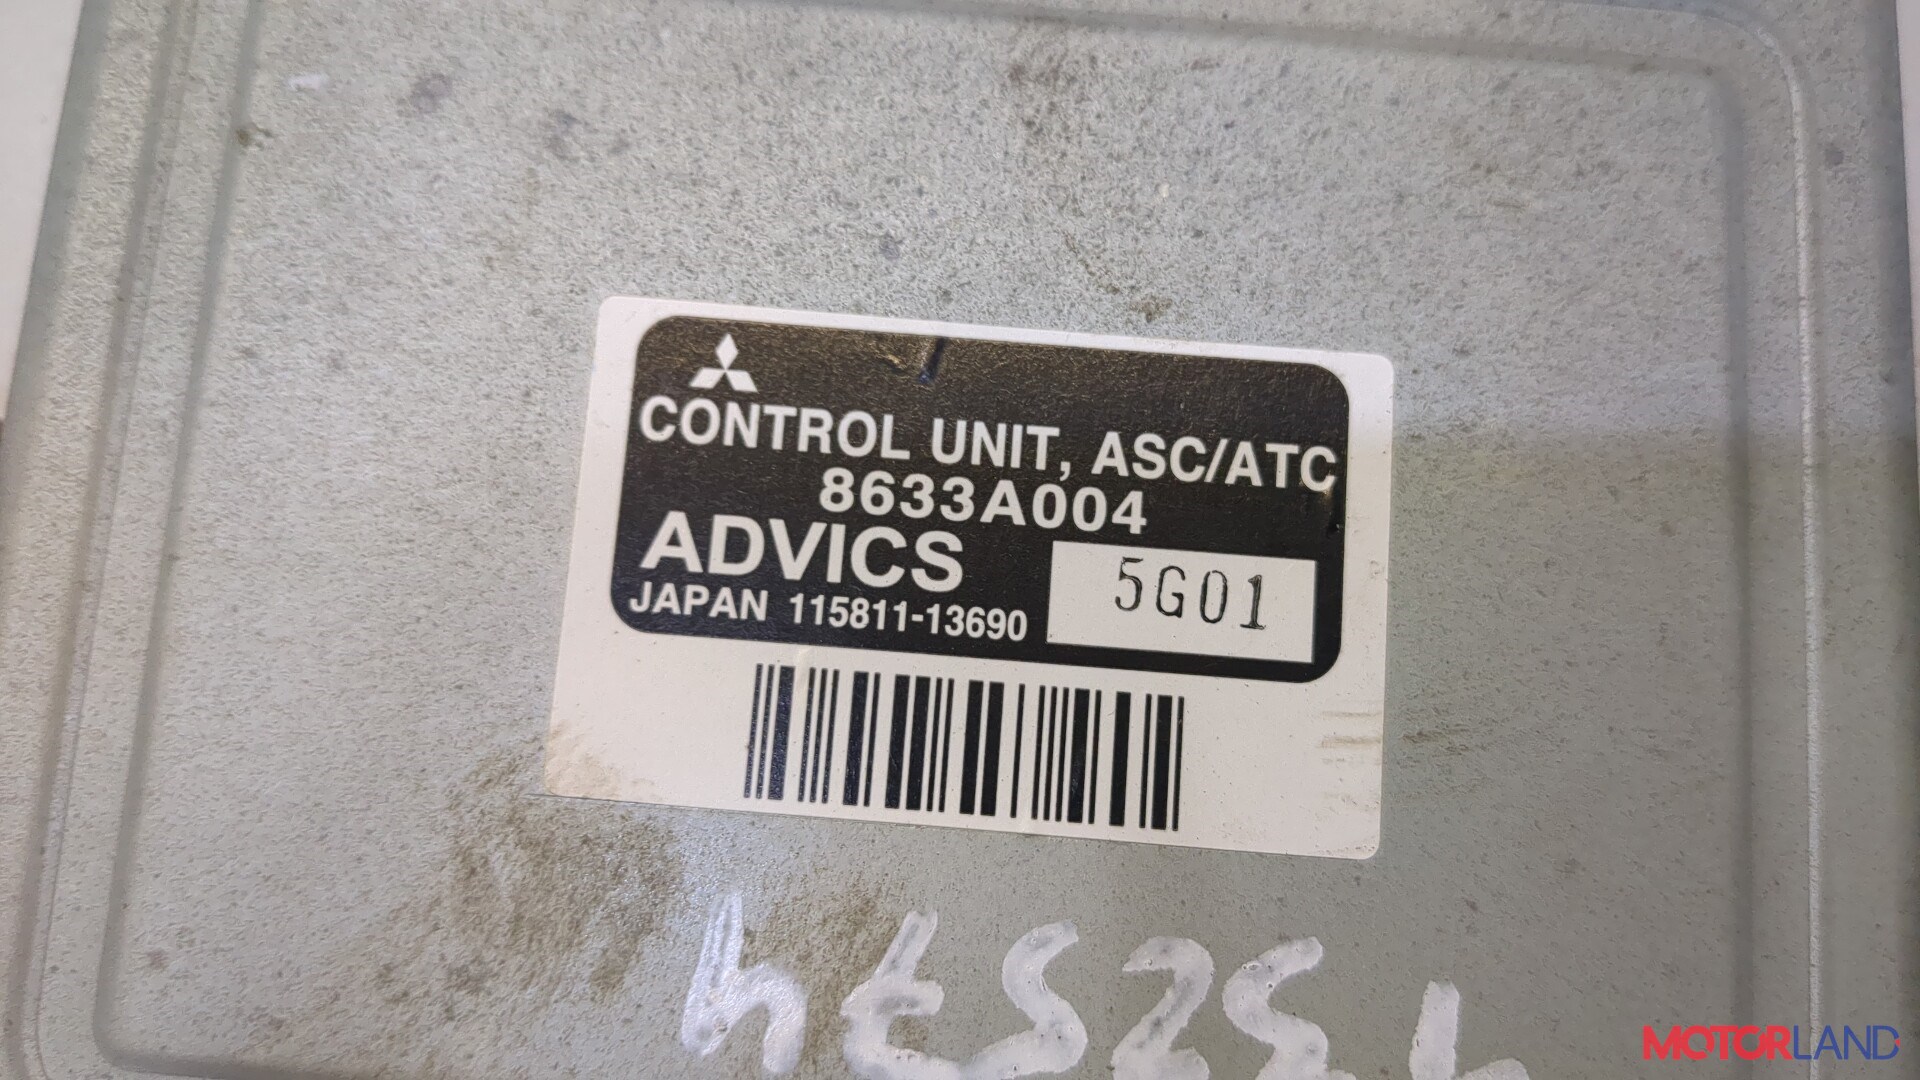 CONTROL UNIT, ASC/ATC
8633A004
ADVICS
JAPAN 115811-13690
5G01
MOTORLAND